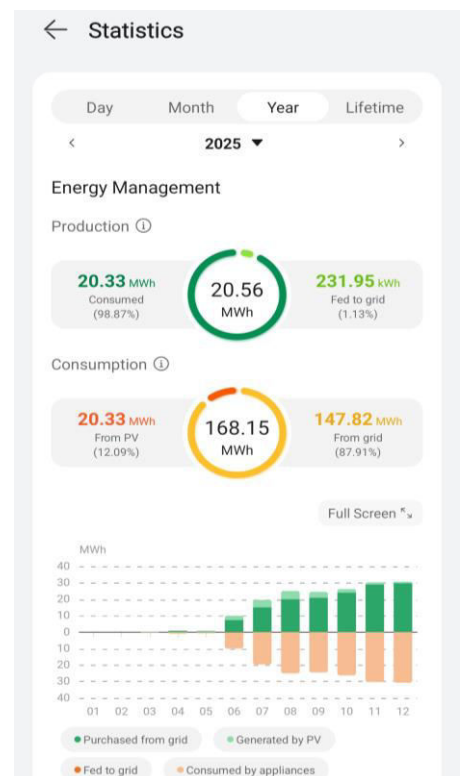 ← Statistics
Day Month Year Lifetime
< 2025 ▼ >
Energy Management
Production ⓘ
20.33 MWh
Consumed
(98.87%)
20.56
MWh
231.95 kWh
Fed to grid
(1.13%)
Consumption ⓘ
20.33 MWh
From PV
(12.09%)
168.15
MWh
147.82 MWh
From grid
(87.91%)
Full Screen
MWh
40
30
20
10
0
10
20
30
40
01 02 03 04 05 06 07 08 09 10 11 12
Purchased from grid Generated by PV
Fed to grid Consumed by appliances